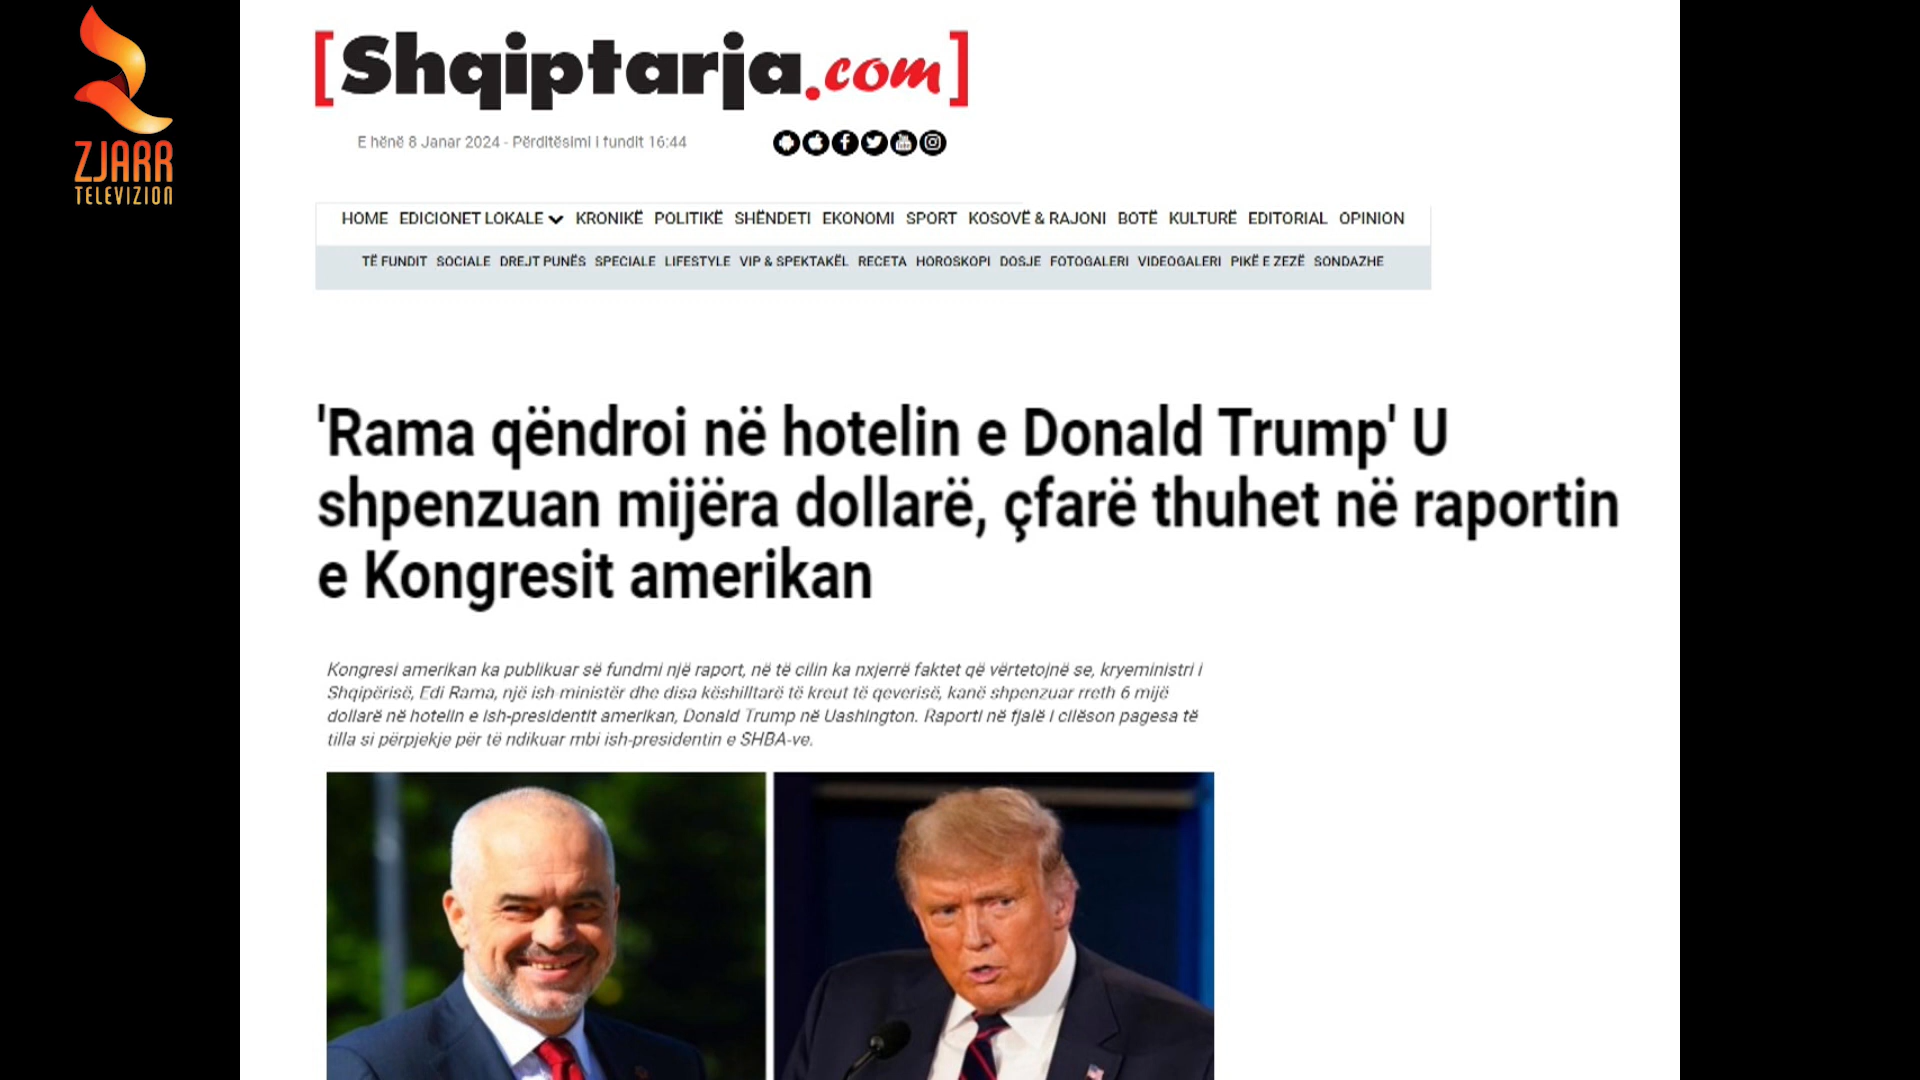 ZJARR
TELEVIZION
[Shqiptarja.com]
E hënë 8 Janar 2024 - Përditësimi i fundit 16:44
HOME EDICIONET LOKALE KRONIKË POLITIKË SHËNDETI EKONOMI SPORT KOSOVË & RAJONI BOTË KULTURË EDITORIAL OPINION
TË FUNDIT SOCIALE DREJT PUNËS SPECIALE LIFESTYLE VIP & SPEKTAKËL RECETA HOROSKOPI DOSJE FOTOGALERI VIDEOGALERI PIKË E ZEZË SONDAZHE
'Rama qëndroi në hotelin e Donald Trump' U
shpenzuan mijëra dollarë, çfarë thuhet në raportin
e Kongresit amerikan
Kongresi amerikan ka publikuar së fundmi një raport, në të cilin ka nxjerrë faktet që vërtetojnë se, kryeministri i
Shqipërisë, Edi Rama, një ish-ministër dhe disa këshilltarë të kreut të qeverisë, kanë shpenzuar rreth 6 mijë
dollarë në hotelin e ish-presidentit amerikan, Donald Trump në Uashington. Raporti në fjalë i cilëson pagesa të
tilla si përpjekje për të ndikuar mbi ish-presidentin e SHBA-ve.